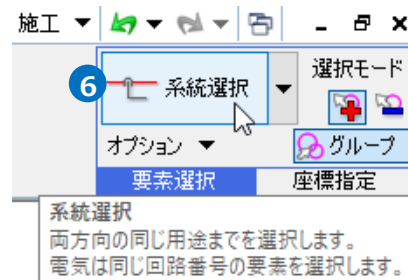 施工
6
系統選択
選択モード
オプション
グループ
要素選択
座標指定
系統選択
両方向の同じ用途までを選択します。
電気は同じ回路番号の要素を選択します。